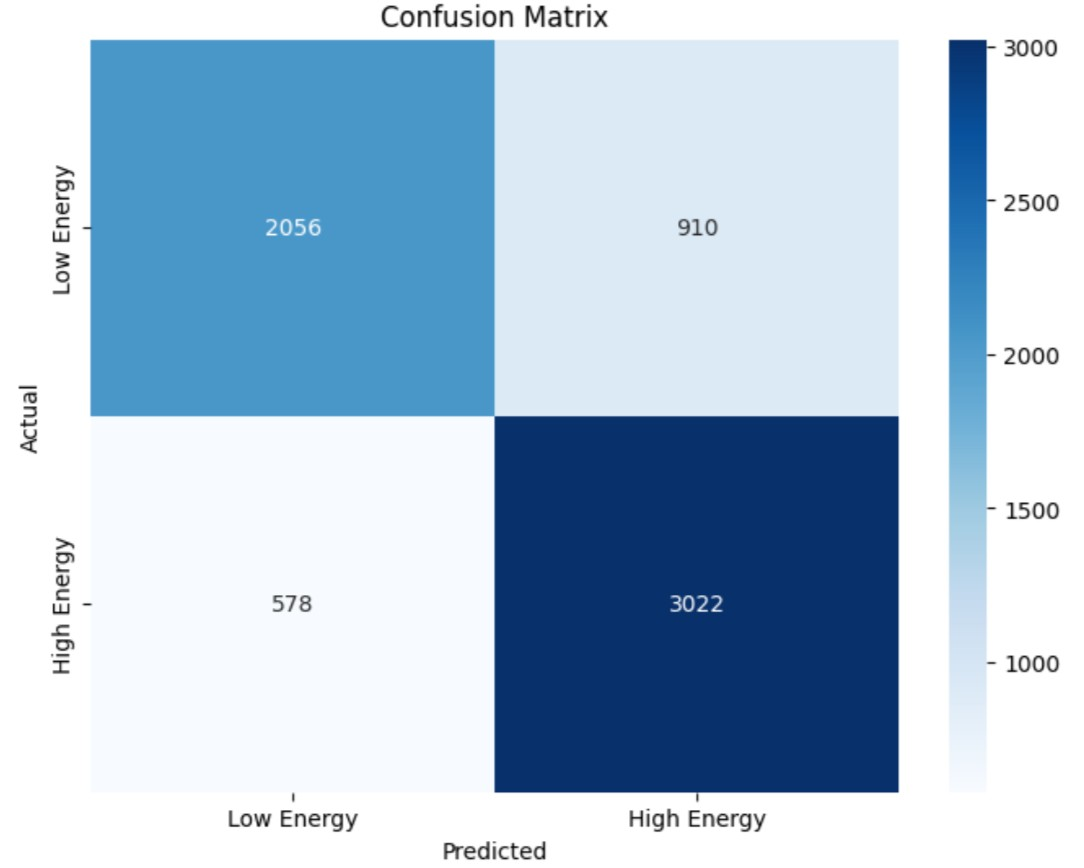 Confusion Matrix
Low Energy
High Energy
Actual
2056
910
578
3022
Low Energy
High Energy
Predicted
3000
2500
2000
1500
1000